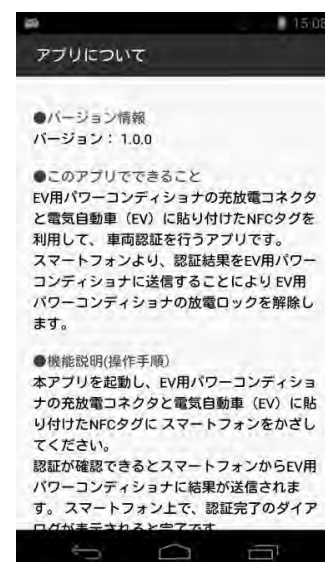 15:08
アプリについて
●バージョン情報
バージョン： 1.0.0
●このアプリでできること
EV用パワーコンディショナの充放電コネクタ
と電気自動車（EV）に貼り付けたNFCタグを
利用して、 車両認証を行うアプリです。
スマートフォンより、認証結果をEV用パワー
コンディショナに送信することにより EV用
パワーコンディショナの放電ロックを解除し
ます。
●機能説明(操作手順)
本アプリを起動し、EV用パワーコンディショ
ナの充放電コネクタと電気自動車（EV）に貼
り付けたNFCタグに スマートフォンをかざし
てください。
認証が確認できるとスマートフォンからEV用
パワーコンディショナに結果が送信されま
す。 スマートフォン上で、認証完了のダイア
ログが表示されると完了です